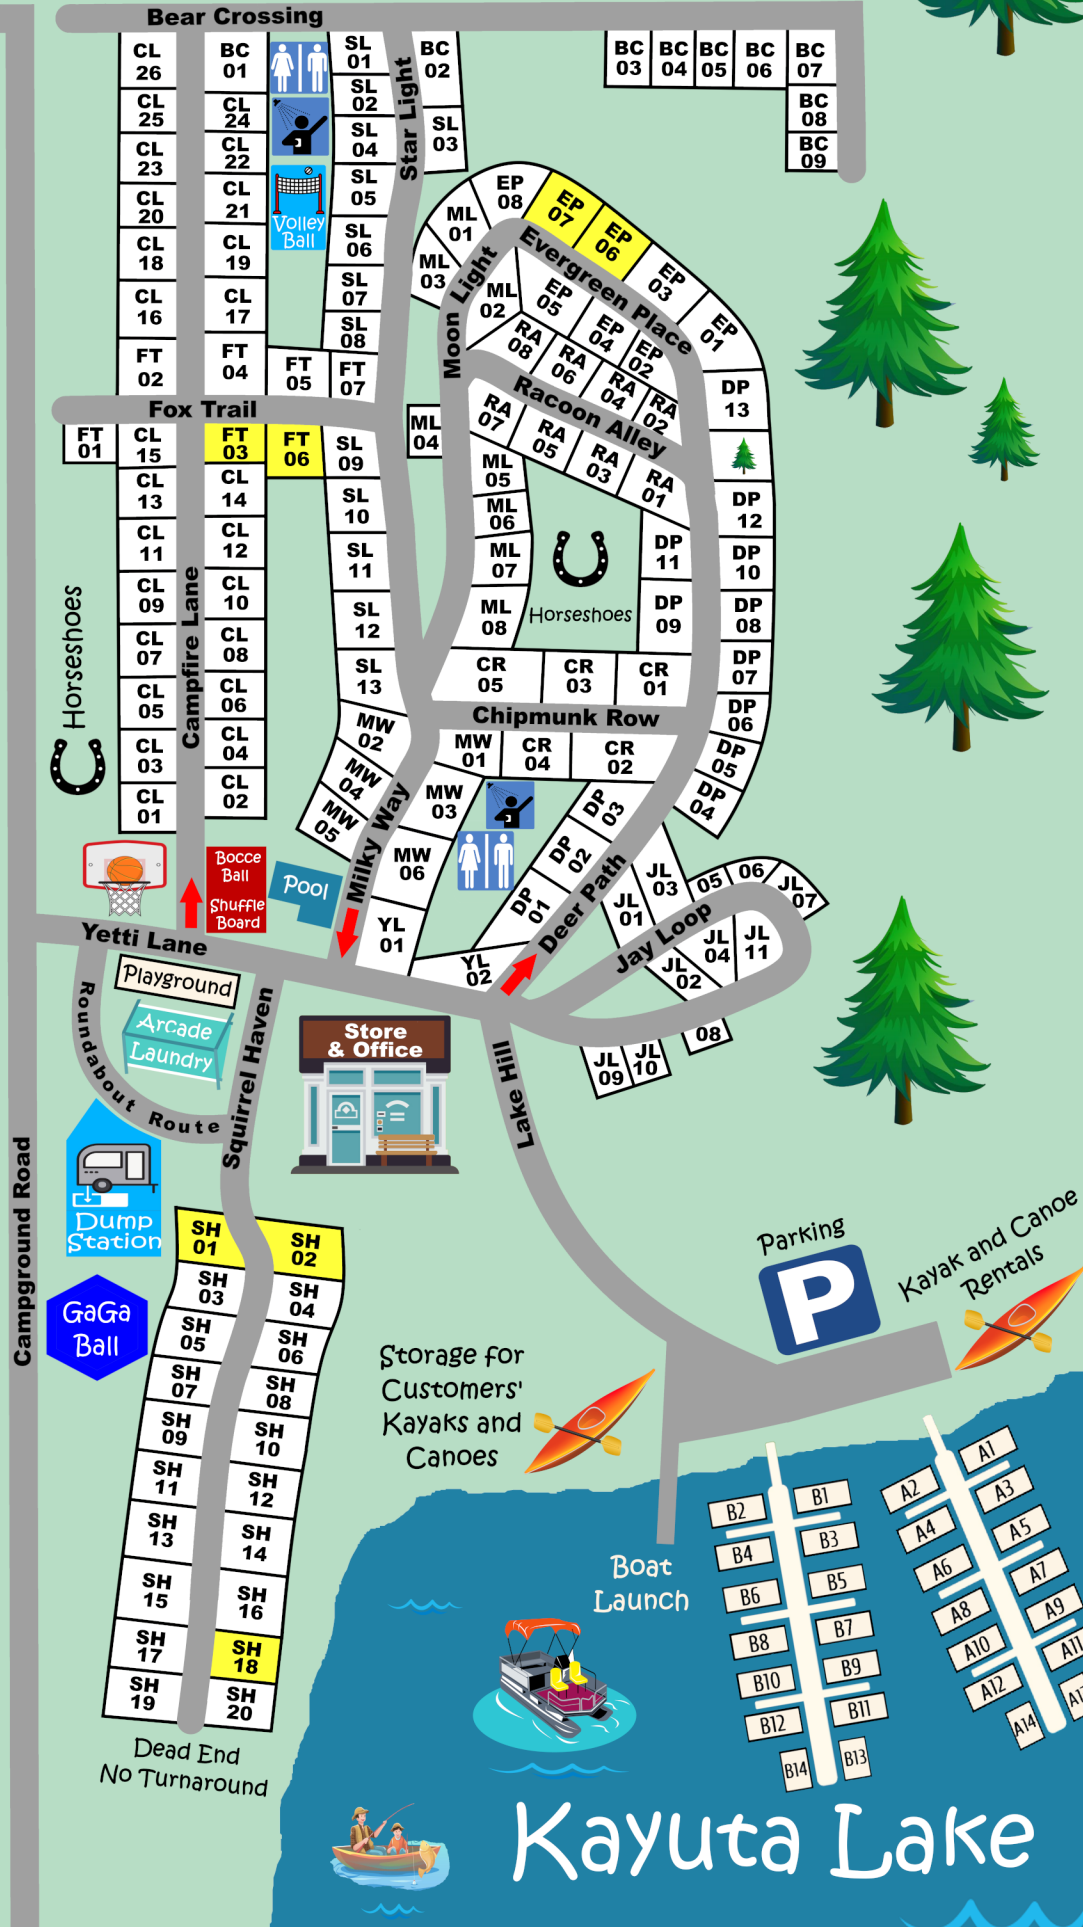 Bear Crossing
CL
26
BC
01
SL
01
Star Light
BC
02
BC
03
BC
04
BC
05
BC
06
BC
07
CL
25
CL
24
SL
02
BC
08
CL
23
CL
22
SL
04
SL
03
BC
09
CL
20
CL
21
Volley
Ball
SL
05
EP
08
EP
07
EP
06
CL
18
CL
19
SL
06
ML
01
Evergreen Place
EP
03
CL
16
CL
17
SL
07
ML
03
Moon Light
ML
02
EP
05
EP
04
EP
02
EP
01
SL
08
RA
08
RA
06
RA
04
RA
02
FT
02
FT
04
FT
05
FT
07
Racoon Alley
DP
13
Fox Trail
FT
01
CL
15
FT
03
FT
06
SL
09
ML
04
RA
07
RA
05
RA
03
RA
01
CL
13
CL
14
SL
10
ML
05
DP
12
CL
11
CL
12
SL
11
ML
06
ML
07
DP
11
DP
10
Horseshoes
CL
09
Campfire Lane
CL
10
SL
12
ML
08
Horseshoes
DP
09
DP
08
CL
07
CL
08
SL
13
CR
05
CR
03
CR
01
DP
07
CL
05
CL
06
Chipmunk Row
DP
06
CL
03
CL
04
MW
02
MW
01
CR
04
CR
02
DP
05
CL
01
CL
02
MW
04
MW
03
DP
03
DP
04
MW
05
Milky Way
MW
06
DP
02
Bocce
Ball
Shuffle
Board
Pool
YL
01
DP
01
Deer Path
JL
03
05
06
JL
07
JL
01
Jay Loop
JL
04
JL
11
YL
02
JL
02
08
JL
09
JL
10
Yetti Lane
Playground
Arcade
Laundry
Roundabout Route
Squirrel Haven
Store
& Office
Lake Hill
Campground Road
Dump
Station
GaGa
Ball
SH
01
SH
02
SH
03
SH
04
SH
05
SH
06
SH
07
SH
08
SH
09
SH
10
SH
11
SH
12
SH
13
SH
14
SH
15
SH
16
SH
17
SH
18
SH
19
SH
20
Dead End
No Turnaround
Parking
P
Kayak and Canoe
Rentals
Storage for
Customers'
Kayaks and
Canoes
Boat
Launch
B2
B1
B4
B3
B6
B5
B8
B7
B10
B9
B12
B11
B14
B13
A1
A2
A3
A4
A5
A6
A7
A8
A9
A10
A11
A12
A14
Kayuta Lake